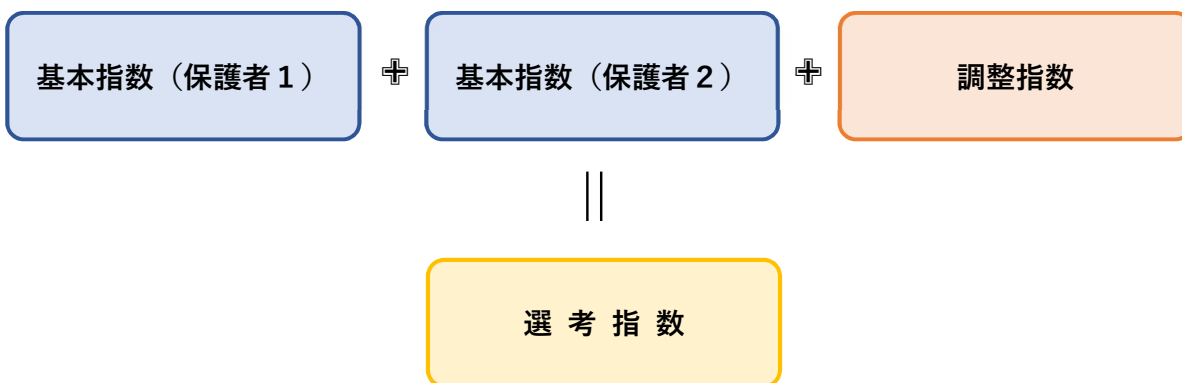 基本指数（保護者１）
＋
基本指数（保護者２）
＋
調整指数
||
選 考 指 数